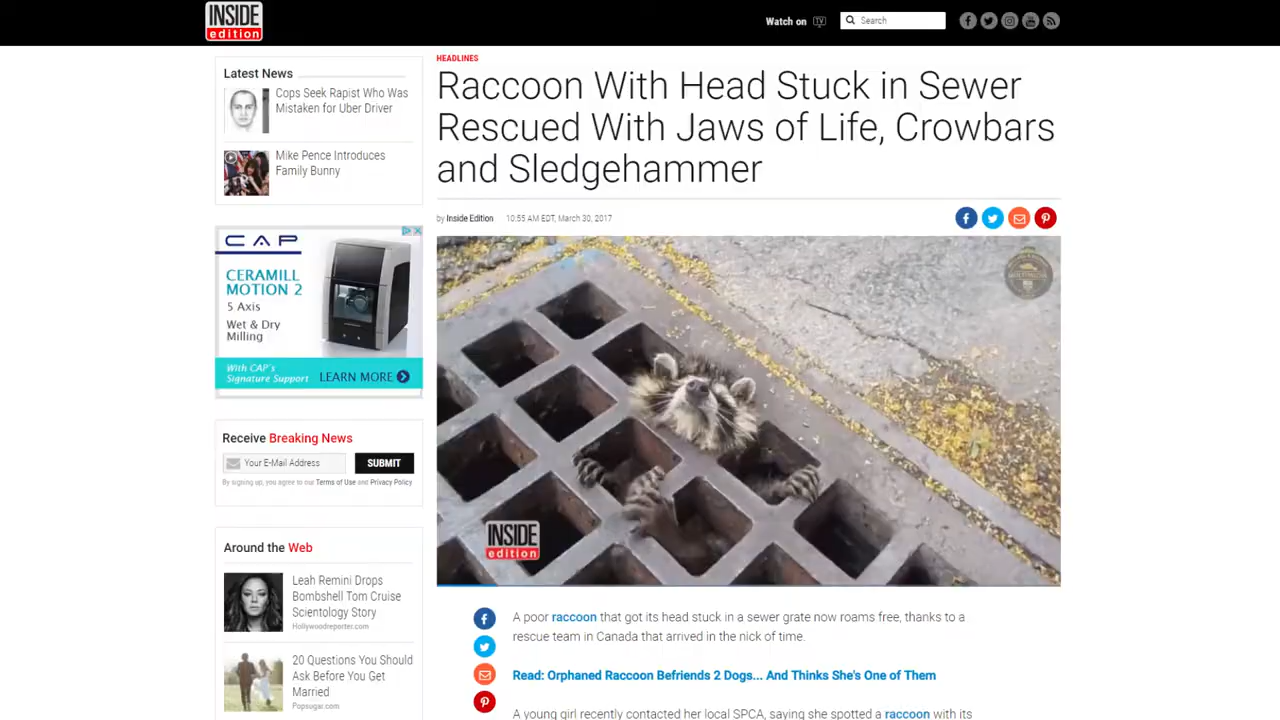 INSIDE
edition
Watch on TV
Search
Latest News
Cops Seek Rapist Who Was
Mistaken for Uber Driver
Mike Pence Introduces
Family Bunny
CAP
CERAMILL
MOTION 2
5 Axis
Wet & Dry
Milling
With CAP's
Signature Support
LEARN MORE
Receive Breaking News
Your E-Mail Address
SUBMIT
By signing up, you agree to our Terms of Use and Privacy Policy
Around the Web
Leah Remini Drops
Bombshell Tom Cruise
Scientology Story
Hollywoodreporter.com
20 Questions You Should
Ask Before You Get
Married
Popsugar.com
HEADLINES
Raccoon With Head Stuck in Sewer
Rescued With Jaws of Life, Crowbars
and Sledgehammer
by Inside Edition 10:55 AM EDT, March 30, 2017
INSIDE
edition
A poor raccoon that got its head stuck in a sewer grate now roams free, thanks to a
rescue team in Canada that arrived in the nick of time.
Read: Orphaned Raccoon Befriends 2 Dogs... And Thinks She's One of Them
A young girl recently contacted her local SPCA, saying she spotted a raccoon with its